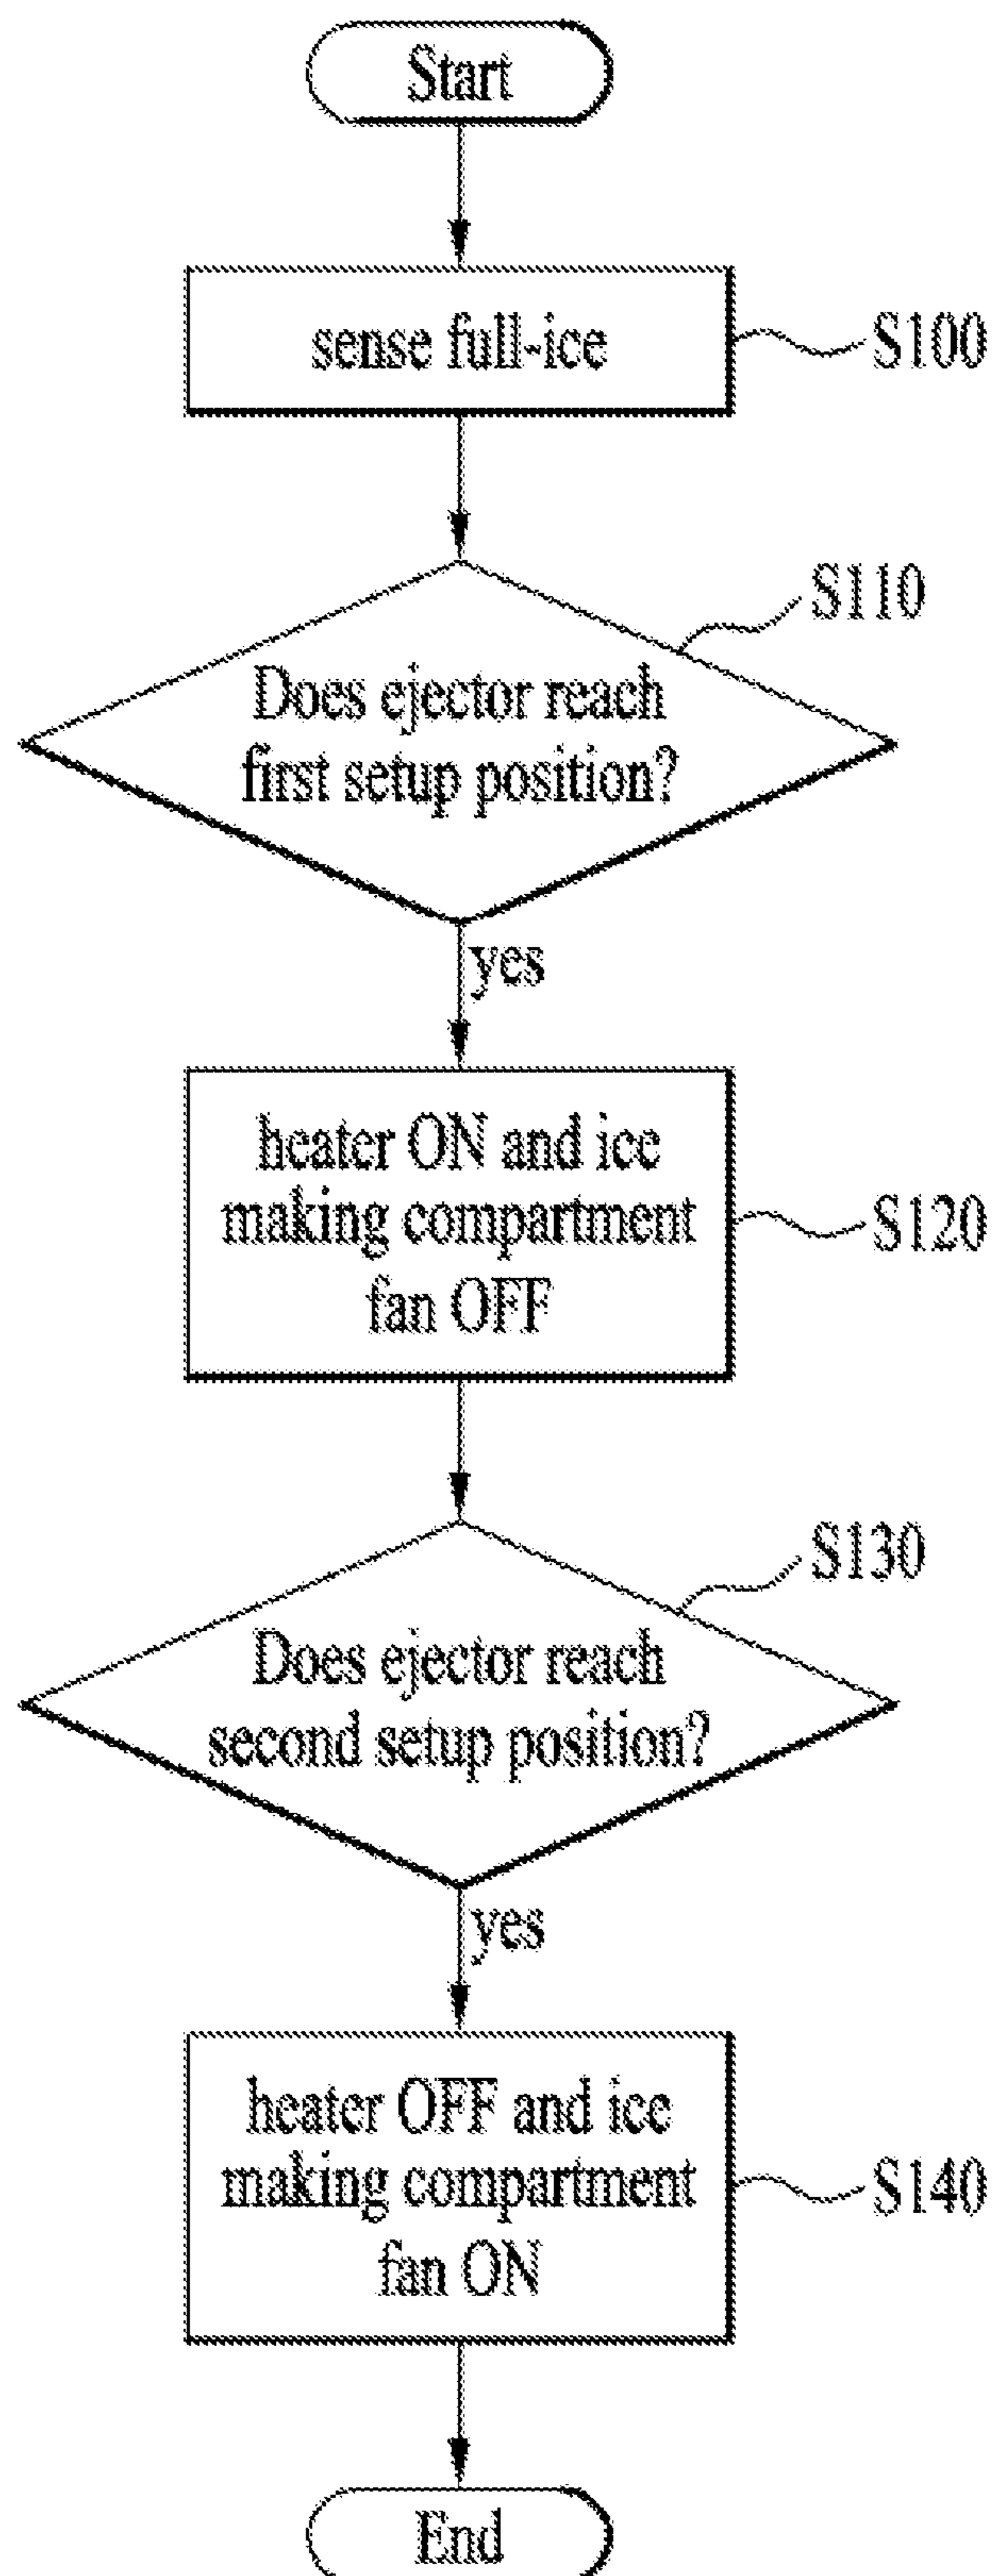 Start
sense full-ice
S100
S110
Does ejector reach
first setup position?
yes
heater ON and ice
making compartment
fan OFF
S120
S130
Does ejector reach
second setup position?
yes
heater OFF and ice
making compartment
fan ON
S140
End